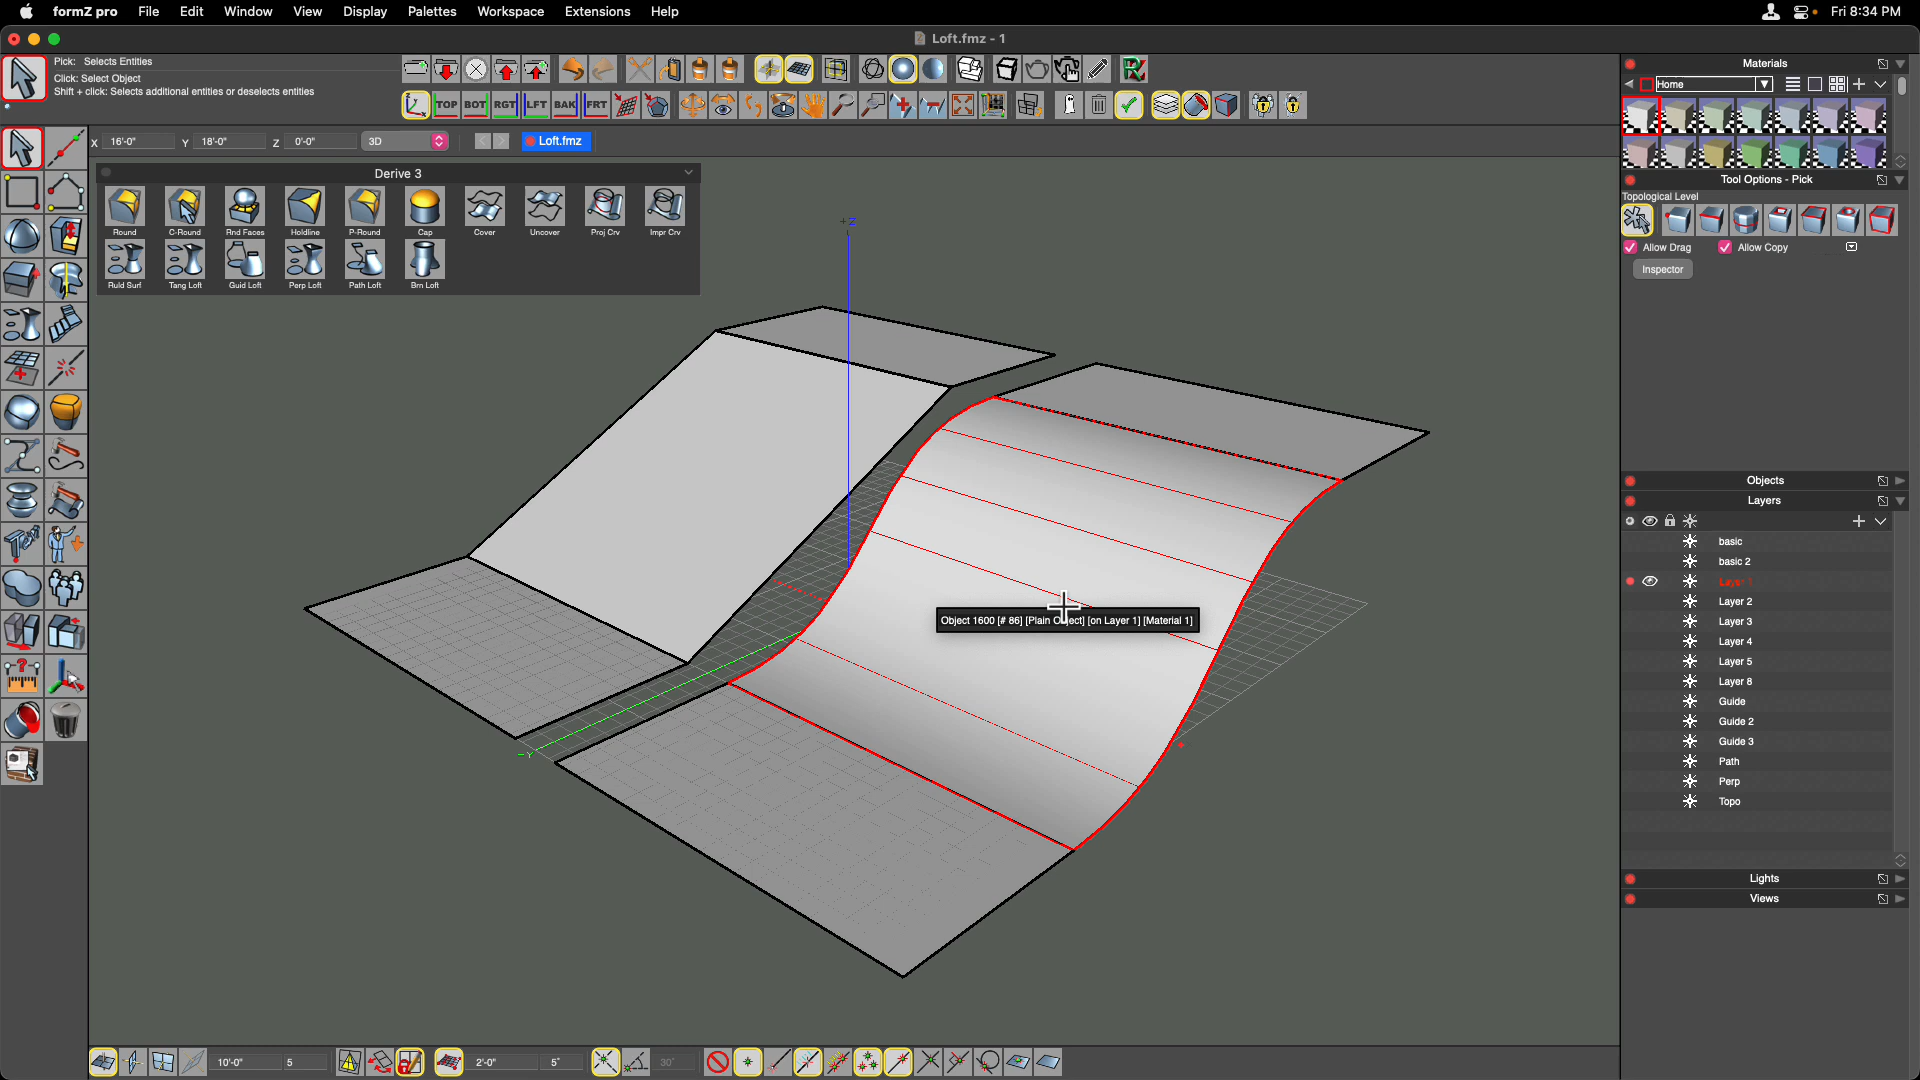 formZ pro File Edit Window View Display Palettes Workspace Extensions Help Fri 8:34 PM
Loft.fmz - 1
Pick: Selects Entities
Click: Select Object
Shift + click: Selects additional entities or deselects entities
TOP BOT RGT LFT BAK FRT
X 16'-0" Y 18'-0" Z 0'-0" 3D Loft.fmz
Derive 3
Round C-Round Rnd Faces Holdline P-Round Cap Cover Uncover Proj Crv Impr Crv
Ruld Surf Tang Loft Guid Loft Perp Loft Path Loft Brn Loft
+Z
-Y
Object 1600 [# 86] [Plain Object] [on Layer 1] [Material 1]
Materials
Home
Tool Options - Pick
Topological Level
Allow Drag Allow Copy
Inspector
Objects
Layers
basic
basic 2
Layer 1
Layer 2
Layer 3
Layer 4
Layer 5
Layer 8
Guide
Guide 2
Guide 3
Path
Perp
Topo
Lights
Views
10'-0" 5 2'-0" 5" 30°